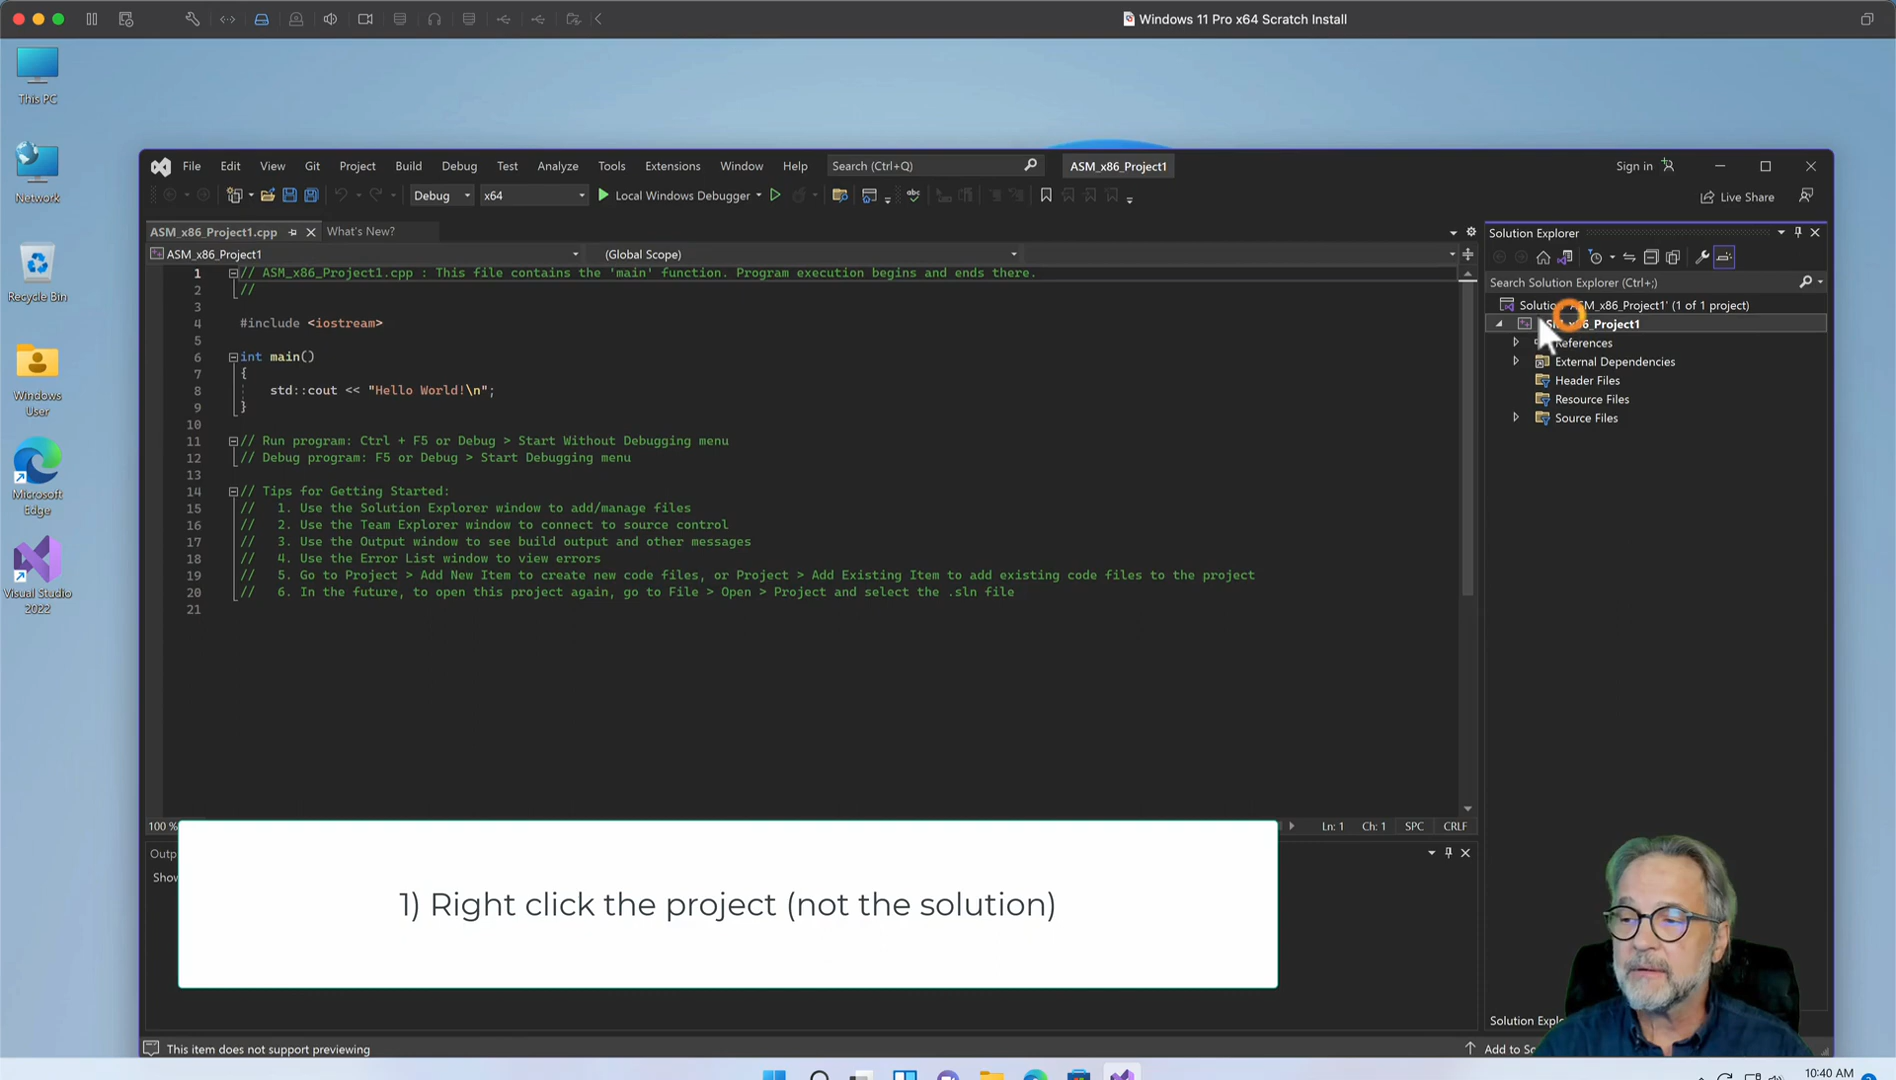 Windows 11 Pro x64 Scratch Install
This PC
Network
Recycle Bin
Windows
User
Microsoft
Edge
Visual Studio
2022
File Edit View Git Project Build Debug Test Analyze Tools Extensions Window Help Search (Ctrl+Q) ASM_x86_Project1 Sign in
Debug x64 Local Windows Debugger Live Share
ASM_x86_Project1.cpp What's New?
ASM_x86_Project1 (Global Scope)
1 // ASM_x86_Project1.cpp : This file contains the 'main' function. Program execution begins and ends there.
2 //
3
4 #include <iostream>
5
6 int main()
7 {
8 std::cout << "Hello World!\n";
9 }
10
11 // Run program: Ctrl + F5 or Debug > Start Without Debugging menu
12 // Debug program: F5 or Debug > Start Debugging menu
13
14 // Tips for Getting Started:
15 // 1. Use the Solution Explorer window to add/manage files
16 // 2. Use the Team Explorer window to connect to source control
17 // 3. Use the Output window to see build output and other messages
18 // 4. Use the Error List window to view errors
19 // 5. Go to Project > Add New Item to create new code files, or Project > Add Existing Item to add existing code files to the project
20 // 6. In the future, to open this project again, go to File > Open > Project and select the .sln file
21
Solution Explorer
Search Solution Explorer (Ctrl+;)
Solution (1 of 1 project)
References
External Dependencies
Header Files
Resource Files
Source Files
100 % Ln: 1 Ch: 1 SPC CRLF
1) Right click the project (not the solution)
Solution
This item does not support previewing
Add to
10:40 AM